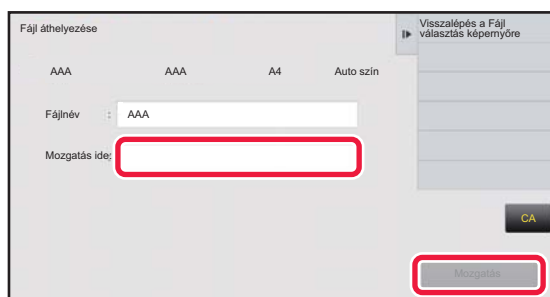 Fájl áthelyezése
Visszalépés a Fájl
választás képernyőre
AAA AAA A4 Auto szín
Fájlnév : AAA
Mozgatás ide:
CA
Mozgatás